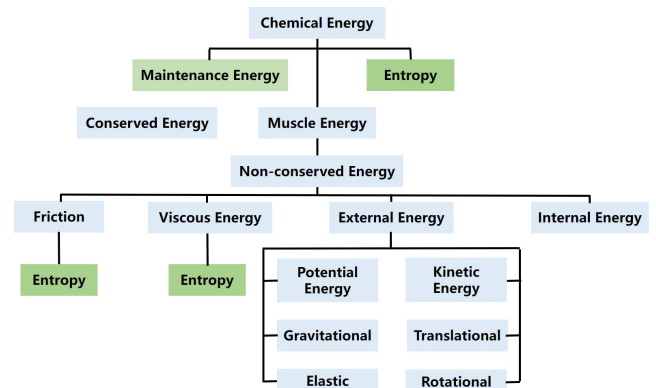 Chemical Energy
Maintenance Energy
Entropy
Conserved Energy
Muscle Energy
Non-conserved Energy
Friction
Viscous Energy
External Energy
Internal Energy
Entropy
Entropy
Potential
Energy
Kinetic
Energy
Gravitational
Translational
Elastic
Rotational